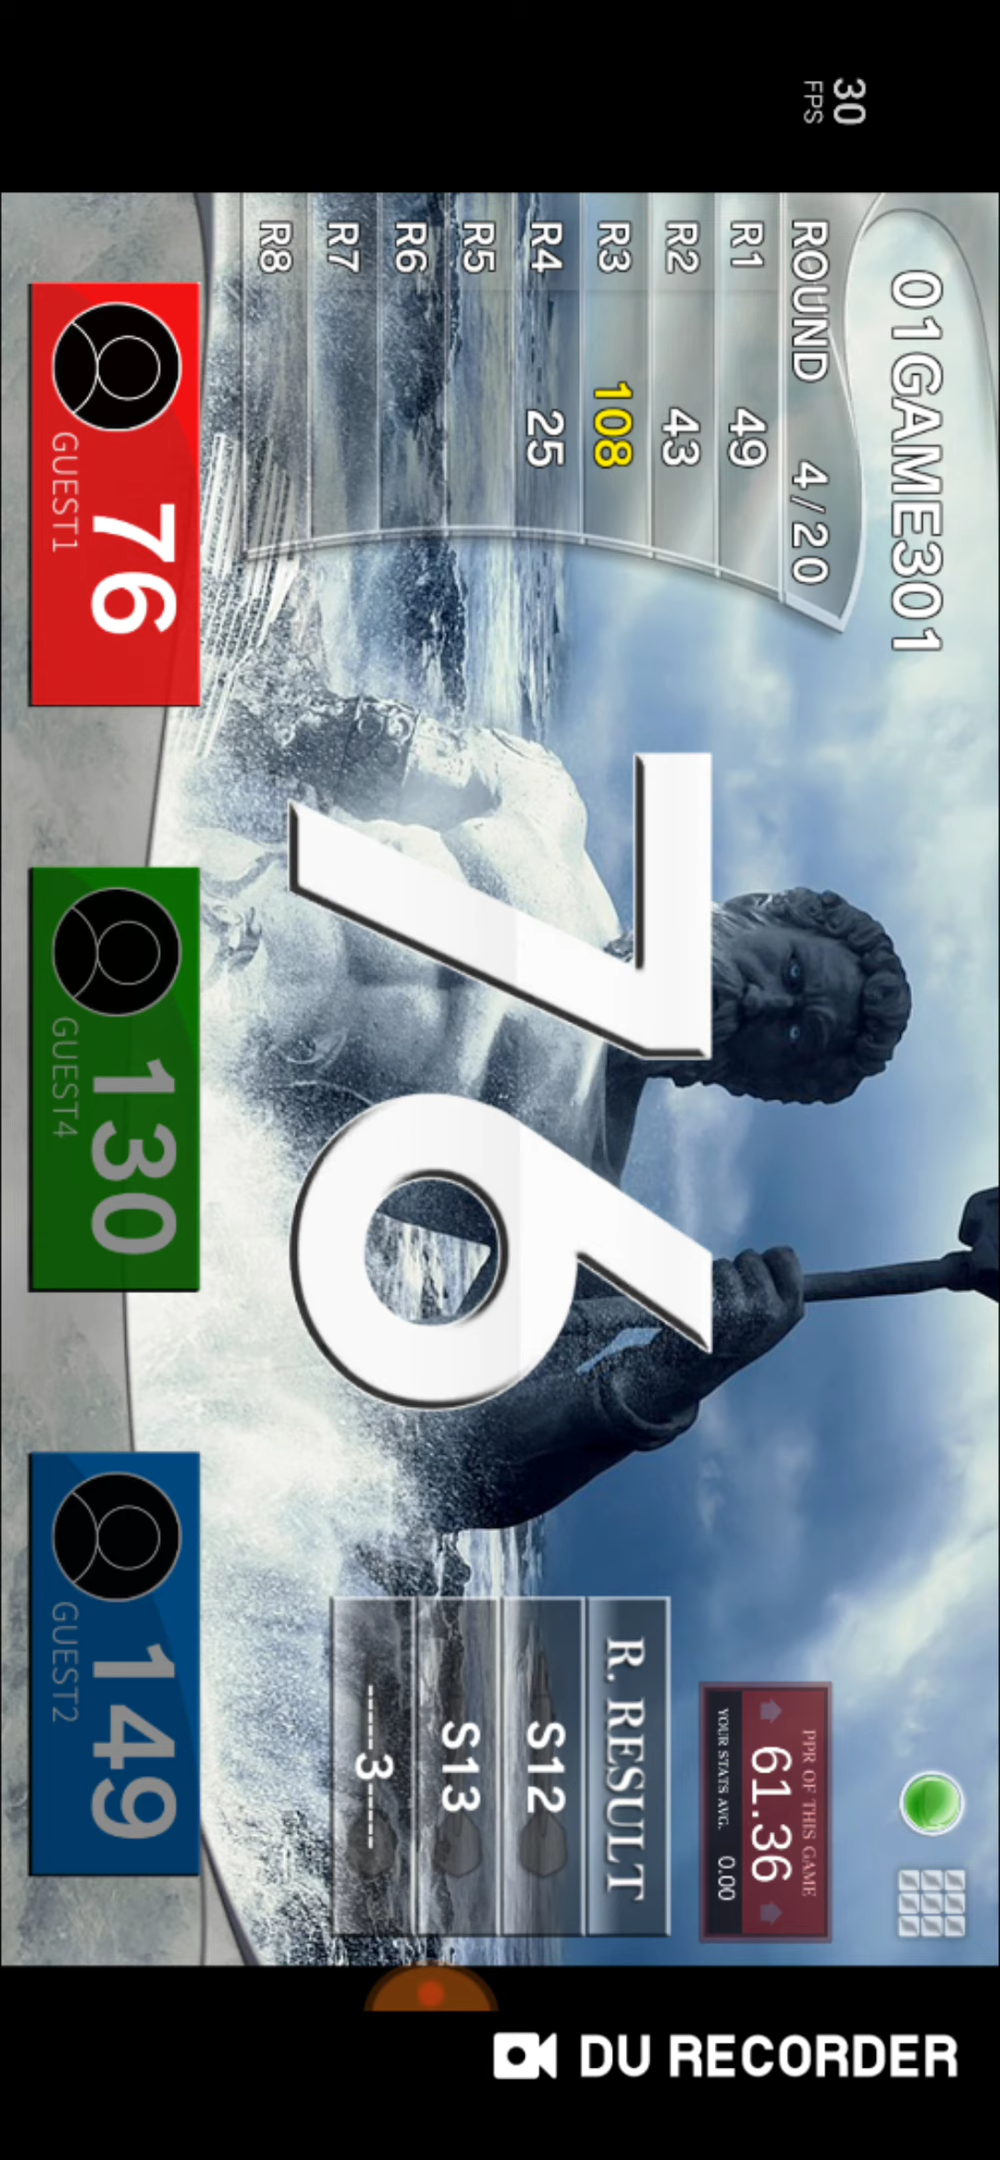 30
FPS
01GAME301
ROUND 4/20
R1 49
R2 43
R3 108
R4 25
R5
R6
R7
R8
76
PPR OF THIS GAME
61.36
YOUR STATS AVG. 0.00
R. RESULT
S12
S13
-----3-----
76
GUEST1
130
GUEST4
149
GUEST2
DU RECORDER